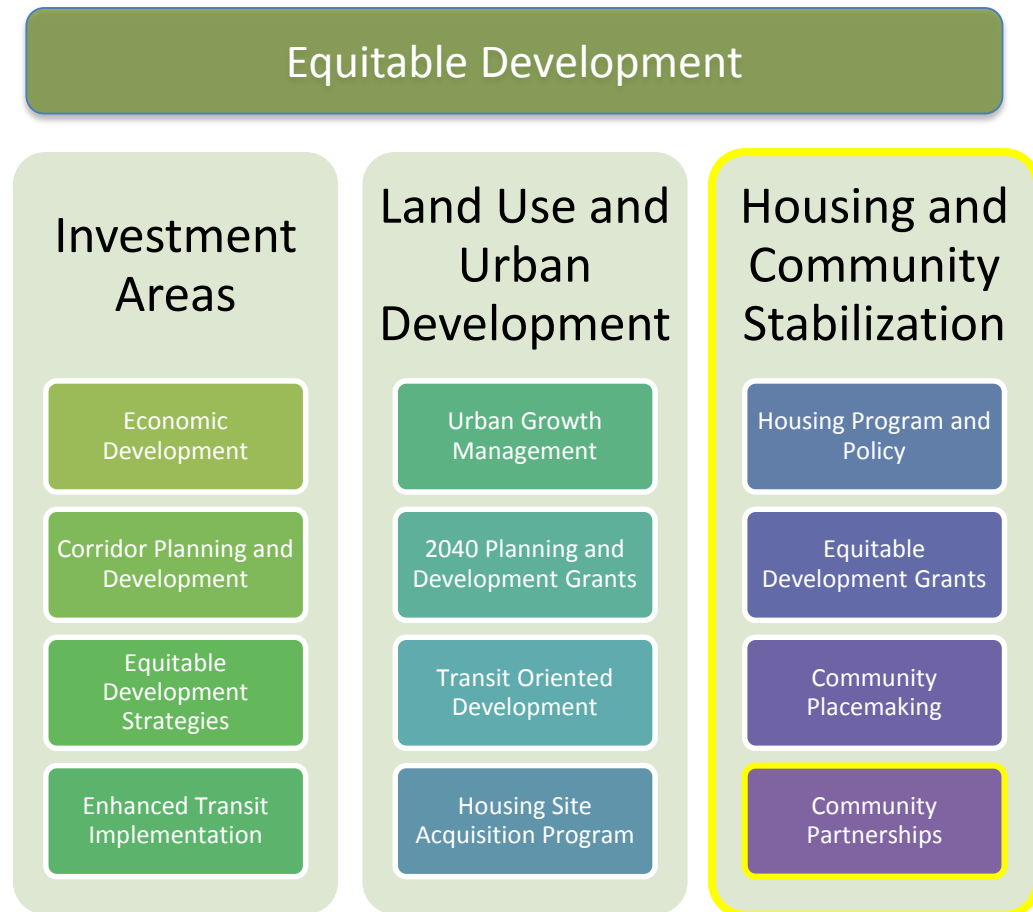 Equitable Development
Investment
Areas
Economic
Development
Corridor Planning and
Development
Equitable
Development
Strategies
Enhanced Transit
Implementation
Land Use and
Urban
Development
Urban Growth
Management
2040 Planning and
Development Grants
Transit Oriented
Development
Housing Site
Acquisition Program
Housing and
Community
Stabilization
Housing Program and
Policy
Equitable
Development Grants
Community
Placemaking
Community
Partnerships